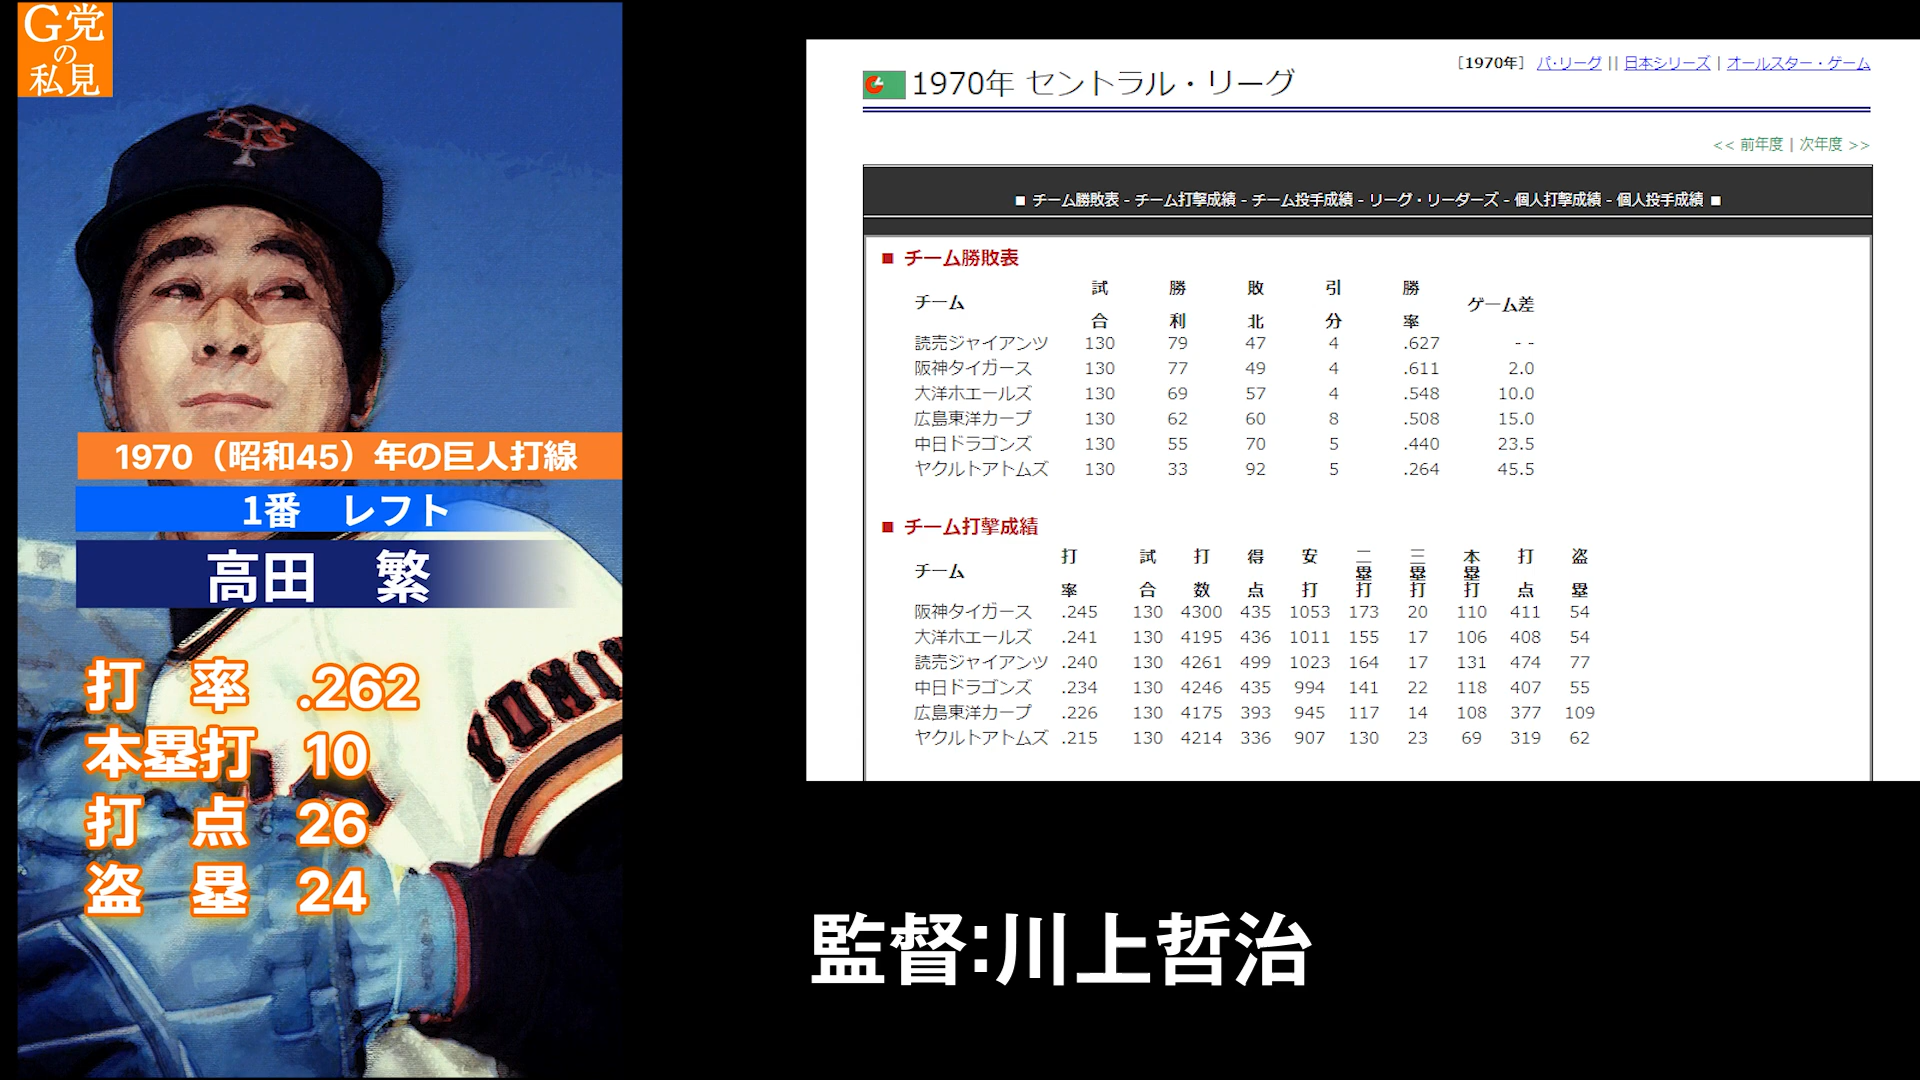 G党
の
私見
1970（昭和45）年の巨人打線
1番 レフト
高田 繁
打 率 .262
本塁打 10
打 点 26
盗 塁 24
［1970年］ パ・リーグ || 日本シリーズ | オールスター・ゲーム
1970年 セントラル・リーグ
<< 前年度 | 次年度 >>
■ チーム勝敗表 - チーム打撃成績 - チーム投手成績 - リーグ・リーダーズ - 個人打撃成績 - 個人投手成績 ■
■ チーム勝敗表
チーム 試合 勝利 敗北 引分 勝率 ゲーム差
読売ジャイアンツ 130 79 47 4 .627 - -
阪神タイガース 130 77 49 4 .611 2.0
大洋ホエールズ 130 69 57 4 .548 10.0
広島東洋カープ 130 62 60 8 .508 15.0
中日ドラゴンズ 130 55 70 5 .440 23.5
ヤクルトアトムズ 130 33 92 5 .264 45.5
■ チーム打撃成績
チーム 打率 試合 打数 得点 安打 二塁打 三塁打 本塁打 打点 盗塁
阪神タイガース .245 130 4300 435 1053 173 20 110 411 54
大洋ホエールズ .241 130 4195 436 1011 155 17 106 408 54
読売ジャイアンツ .240 130 4261 499 1023 164 17 131 474 77
中日ドラゴンズ .234 130 4246 435 994 141 22 118 407 55
広島東洋カープ .226 130 4175 393 945 117 14 108 377 109
ヤクルトアトムズ .215 130 4214 336 907 130 23 69 319 62
監督:川上哲治